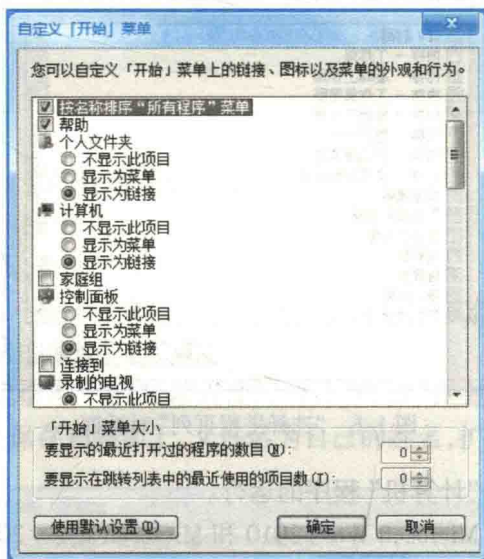 自定义「开始」菜单
您可以自定义「开始」菜单上的链接、图标以及菜单的外观和行为。
按名称排序“所有程序”菜单
帮助
个人文件夹
不显示此项目
显示为菜单
显示为链接
计算机
不显示此项目
显示为菜单
显示为链接
家庭组
控制面板
不显示此项目
显示为菜单
显示为链接
连接到
录制的电视
不显示此项目
「开始」菜单大小
要显示的最近打开过的程序的数目(N): 0
要显示在跳转列表中的最近使用的项目数(J): 0
使用默认设置(D) 确定 取消